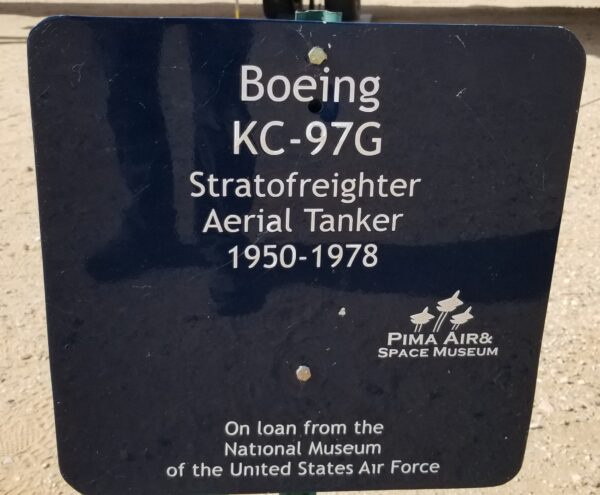 Boeing
KC-97G
Stratofreighter
Aerial Tanker
1950-1978
PIMA AIR&
SPACE MUSEUM
On loan from the
National Museum
of the United States Air Force